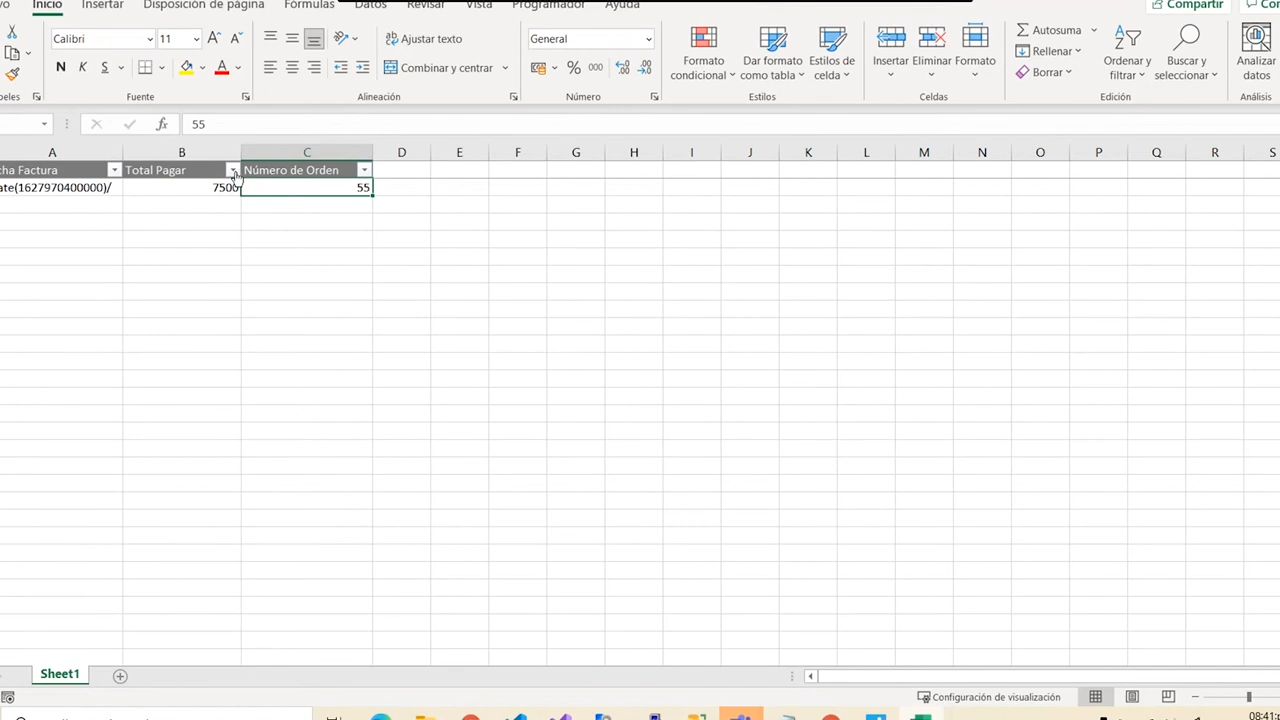 Inicio Insertar Disposición de página Fórmulas Datos Revisar Vista Programador Ayuda Compartir
Calibri 11 Ajustar texto General Autosuma
N K S Combinar y centrar % 000 Formato condicional Dar formato como tabla Estilos de celda Insertar Eliminar Formato Rellenar Borrar Ordenar y filtrar Buscar y seleccionar Analizar datos
Fuente Alineación Número Estilos Celdas Edición Análisis
55
A B C D E F G H I J K L M N O P Q R S
cha Factura Total Pagar Número de Orden
ate(1627970400000)/ 7500 55
Sheet1
Configuración de visualización